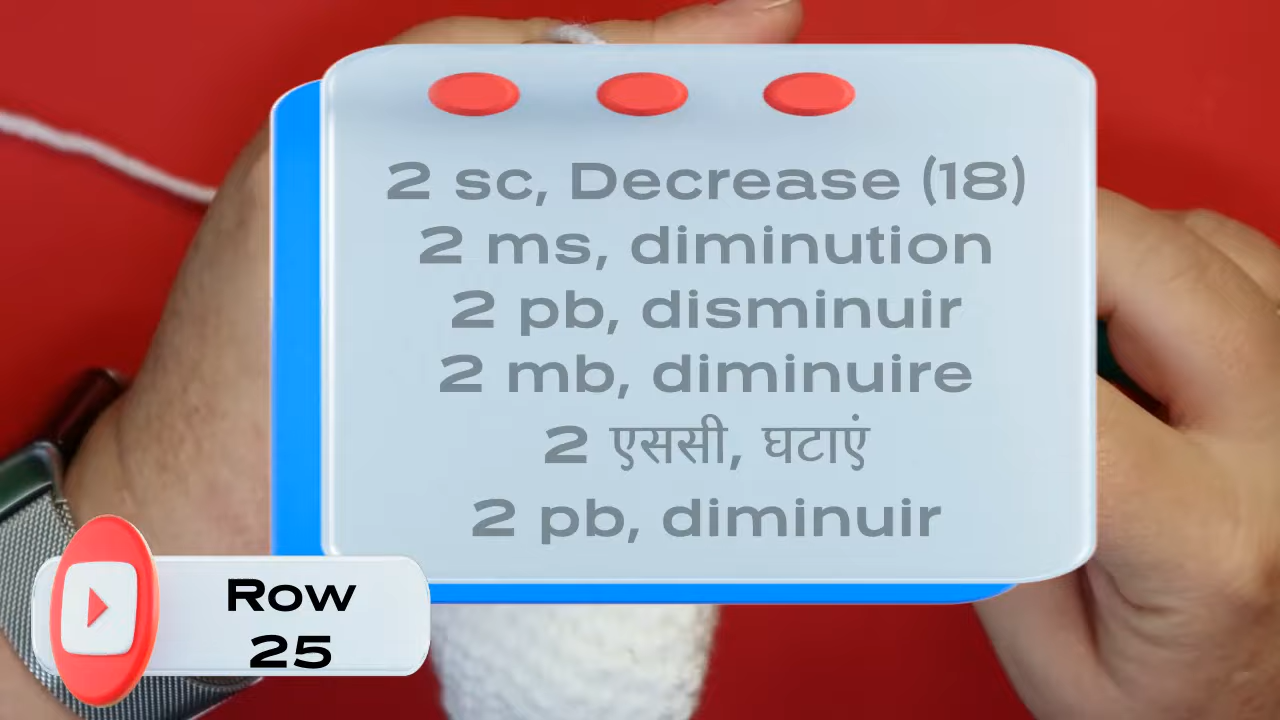 2 sc, Decrease (18)
2 ms, diminution
2 pb, disminuir
2 mb, diminuire
2 एससी, घटाएं
2 pb, diminuir
Row
25